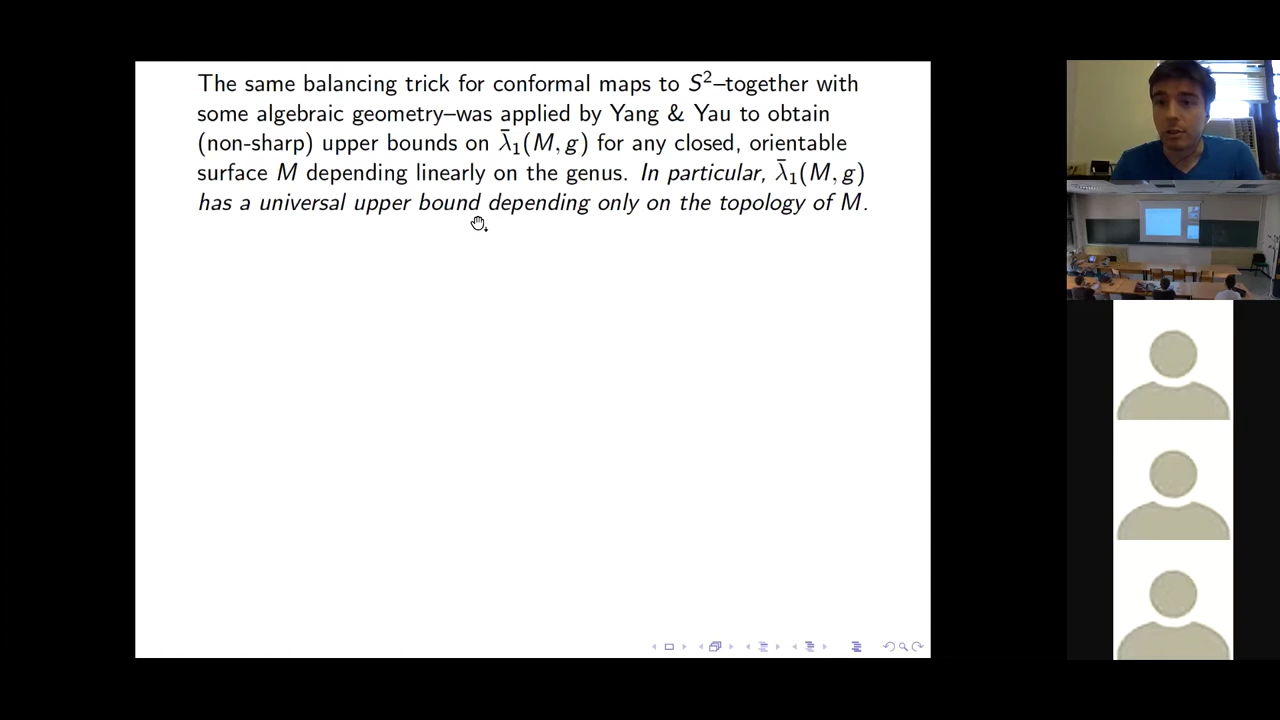 The same balancing trick for conformal maps to S²–together with
some algebraic geometry–was applied by Yang & Yau to obtain
(non-sharp) upper bounds on λ̄₁(M, g) for any closed, orientable
surface M depending linearly on the genus. In particular, λ̄₁(M, g)
has a universal upper bound depending only on the topology of M.